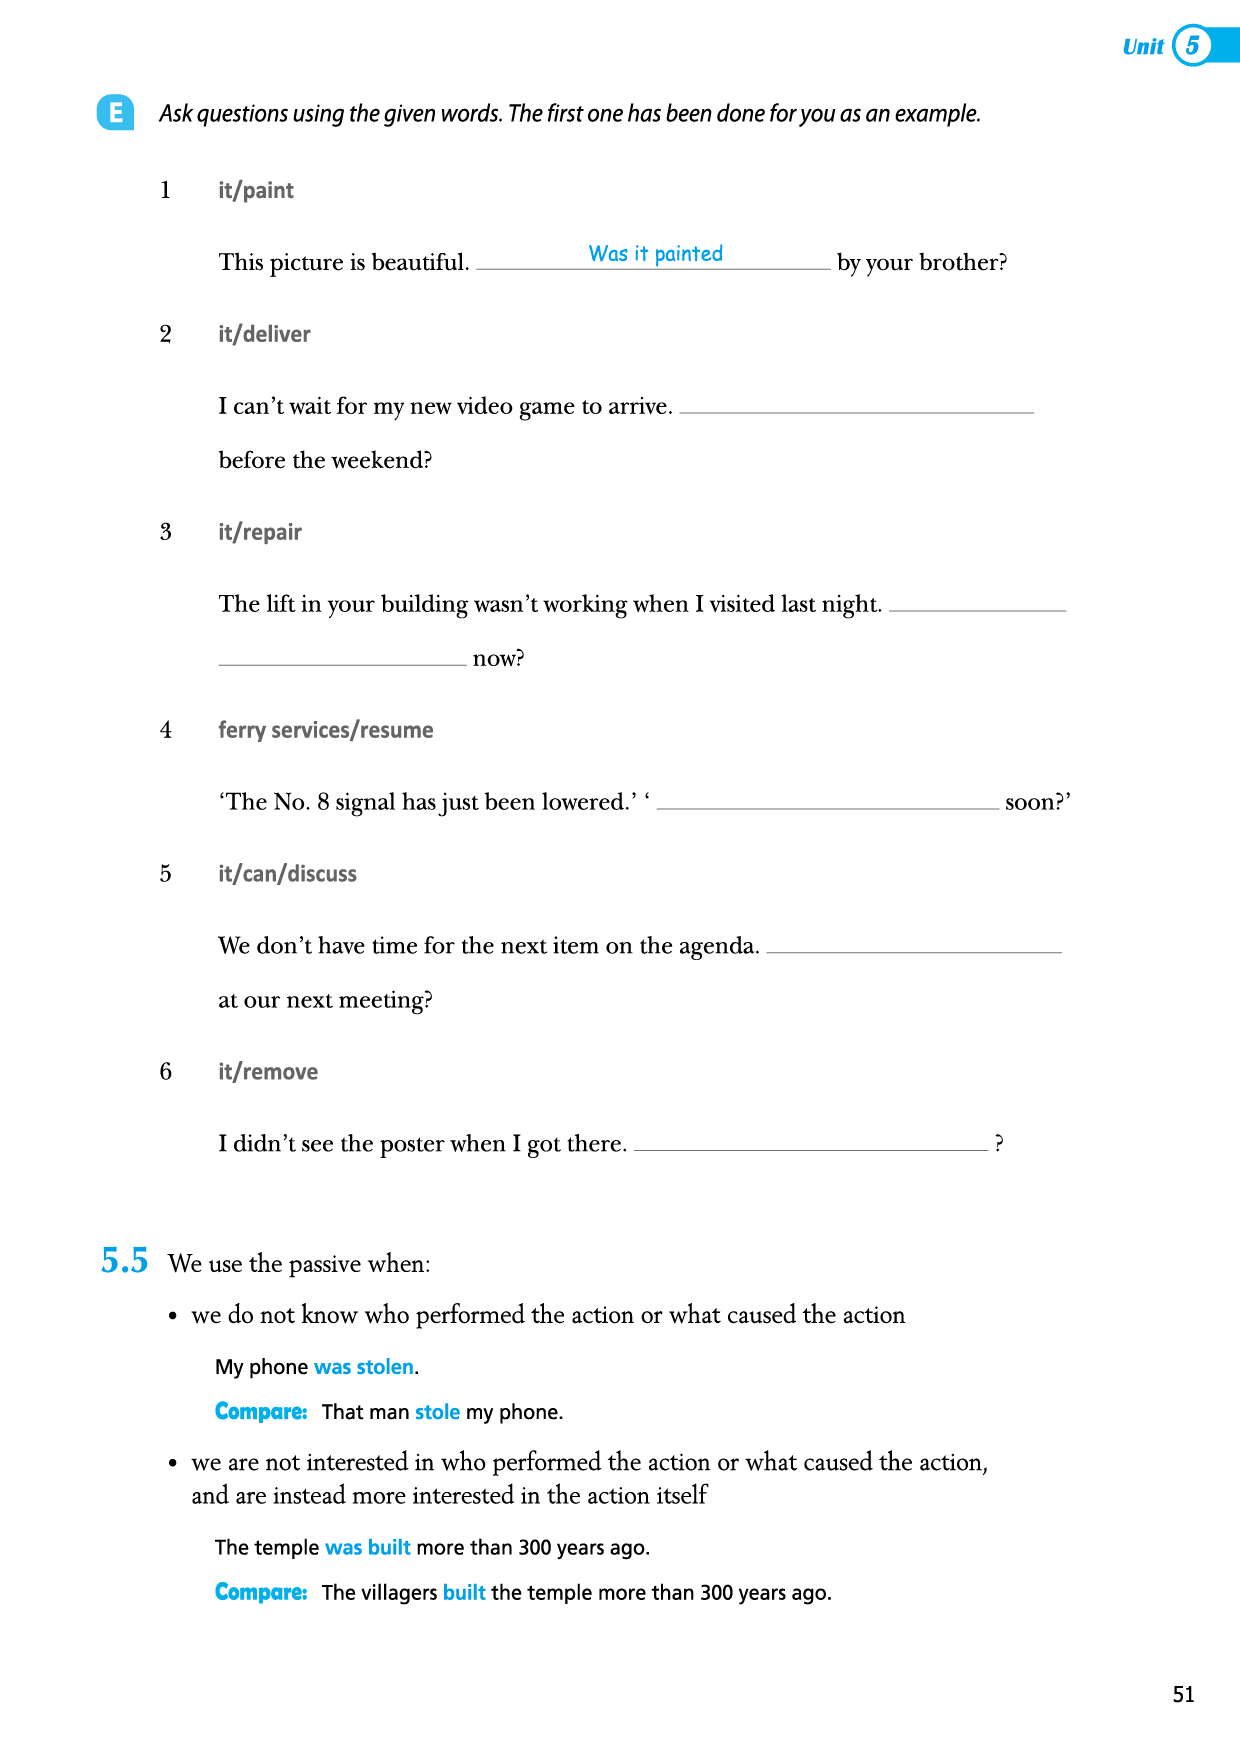 Unit 5
E Ask questions using the given words. The first one has been done for you as an example.
1 it/paint
This picture is beautiful. Was it painted by your brother?
2 it/deliver
I can’t wait for my new video game to arrive.
before the weekend?
3 it/repair
The lift in your building wasn’t working when I visited last night.
now?
4 ferry services/resume
‘The No. 8 signal has just been lowered.’ ‘ soon?’
5 it/can/discuss
We don’t have time for the next item on the agenda.
at our next meeting?
6 it/remove
I didn’t see the poster when I got there. ?
5.5 We use the passive when:
• we do not know who performed the action or what caused the action
My phone was stolen.
Compare: That man stole my phone.
• we are not interested in who performed the action or what caused the action,
and are instead more interested in the action itself
The temple was built more than 300 years ago.
Compare: The villagers built the temple more than 300 years ago.
51